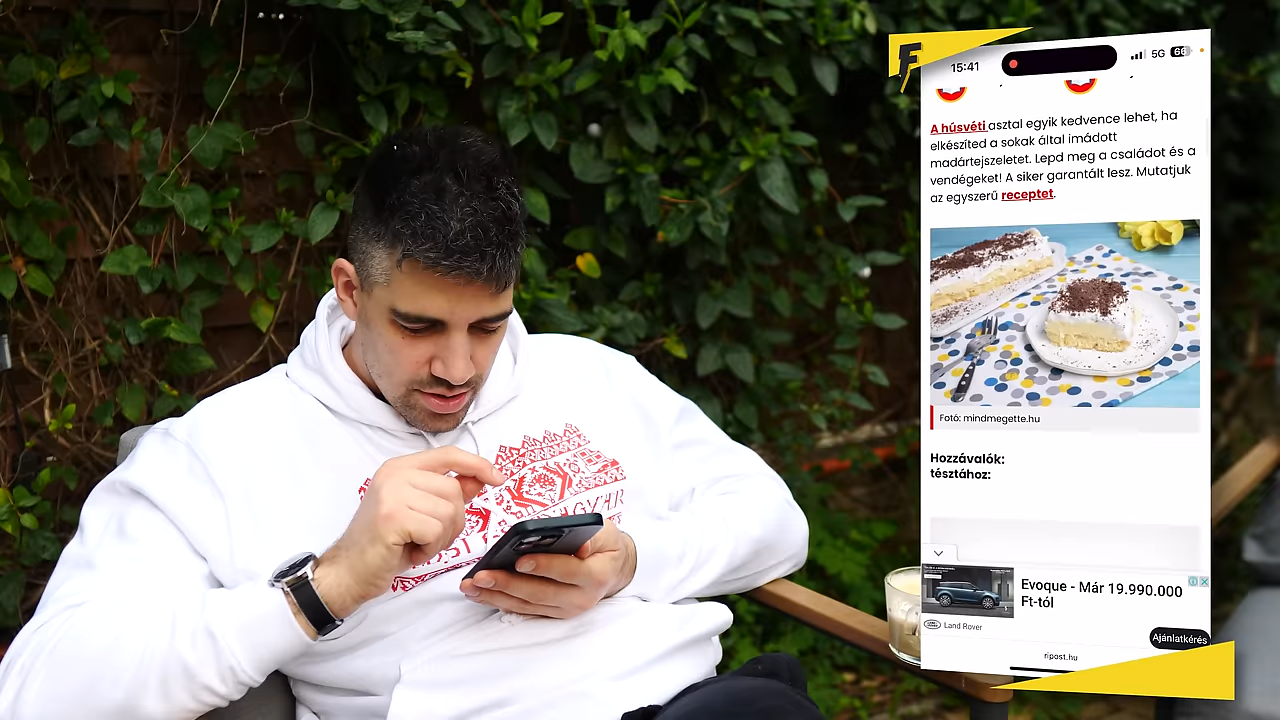 F
15:41
5G 66
A húsvéti asztal egyik kedvence lehet, ha
elkészíted a sokak által imádott
madártejszeletet. Lepd meg a családot és a
vendégeket! A siker garantált lesz. Mutatjuk
az egyszerű receptet.
Fotó: mindmegette.hu
Hozzávalók:
tésztához:
Evoque - Már 19.990.000
Ft-tól
Land Rover
Ajánlatkérés
ripost.hu